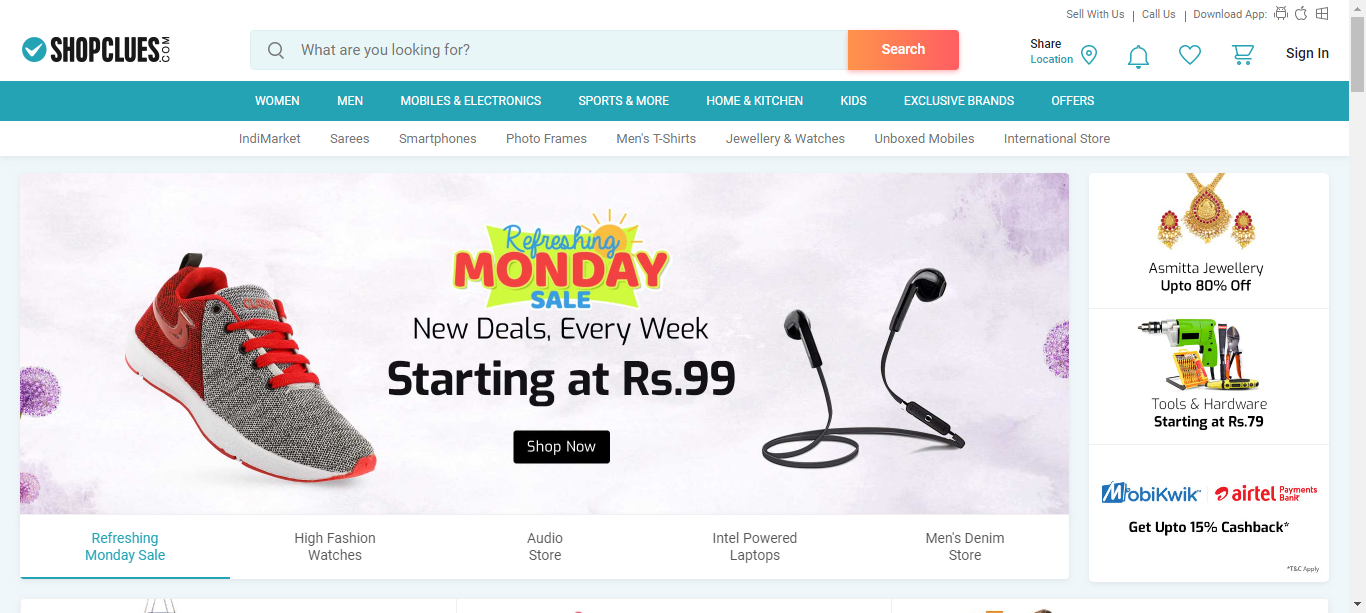 Sell With Us | Call Us | Download App:
SHOPCLUES.COM
What are you looking for?
Search
Share
Location
Sign In
WOMEN MEN MOBILES & ELECTRONICS SPORTS & MORE HOME & KITCHEN KIDS EXCLUSIVE BRANDS OFFERS
IndiMarket Sarees Smartphones Photo Frames Men's T-Shirts Jewellery & Watches Unboxed Mobiles International Store
Refreshing
MONDAY
SALE
New Deals, Every Week
Starting at Rs.99
Shop Now
Refreshing
Monday Sale
High Fashion
Watches
Audio
Store
Intel Powered
Laptops
Men's Denim
Store
Asmitta Jewellery
Upto 80% Off
Tools & Hardware
Starting at Rs.79
MobiKwik
airtel Payments
Bank
Get Upto 15% Cashback*
*T&C Apply